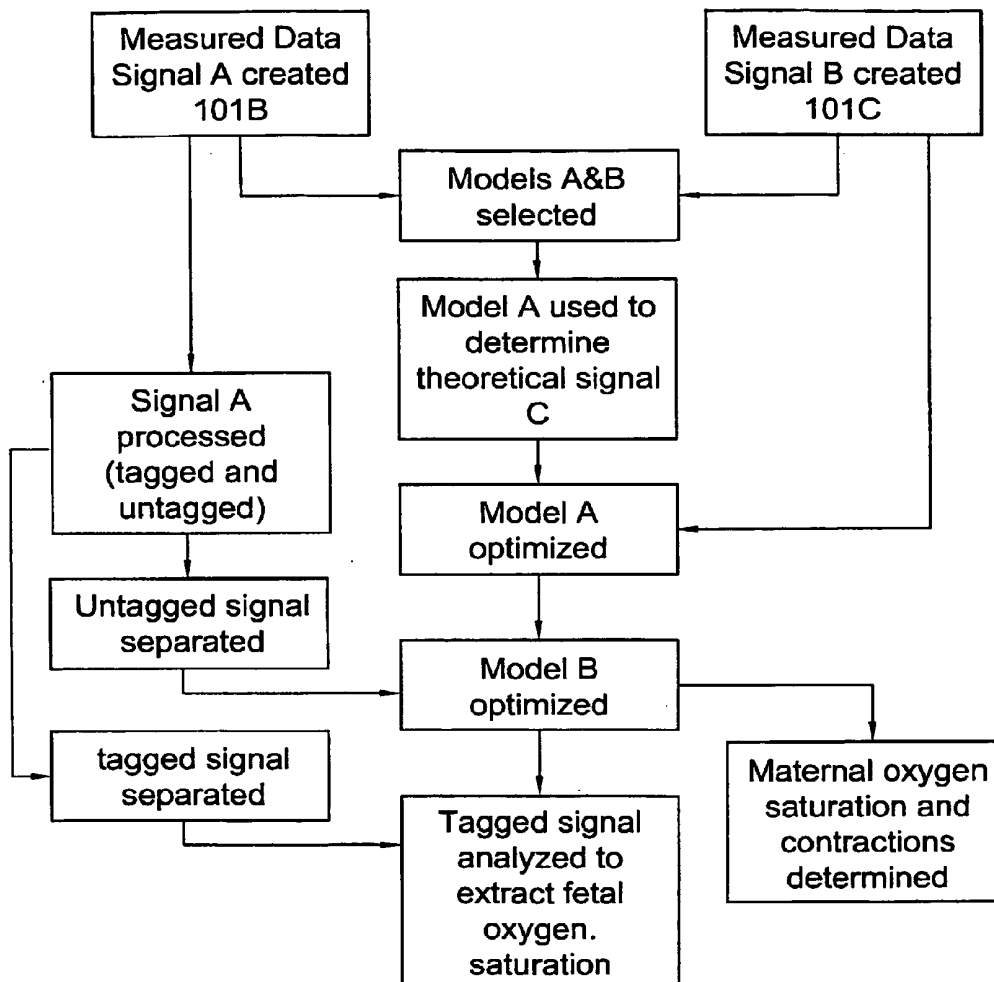 Measured Data
Signal A created
101B
Measured Data
Signal B created
101C
Models A&B
selected
Model A used to
determine
theoretical signal
C
Signal A
processed
(tagged and
untagged)
Model A
optimized
Untagged signal
separated
Model B
optimized
tagged signal
separated
Maternal oxygen
saturation and
contractions
determined
Tagged signal
analyzed to
extract fetal
oxygen.
saturation